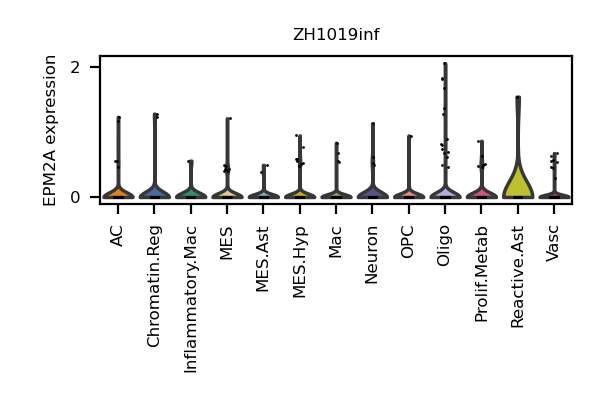 ZH1019inf
EPM2A expression
2
0
AC
Chromatin.Reg
Inflammatory.Mac
MES
MES.Ast
MES.Hyp
Mac
Neuron
OPC
Oligo
Prolif.Metab
Reactive.Ast
Vasc